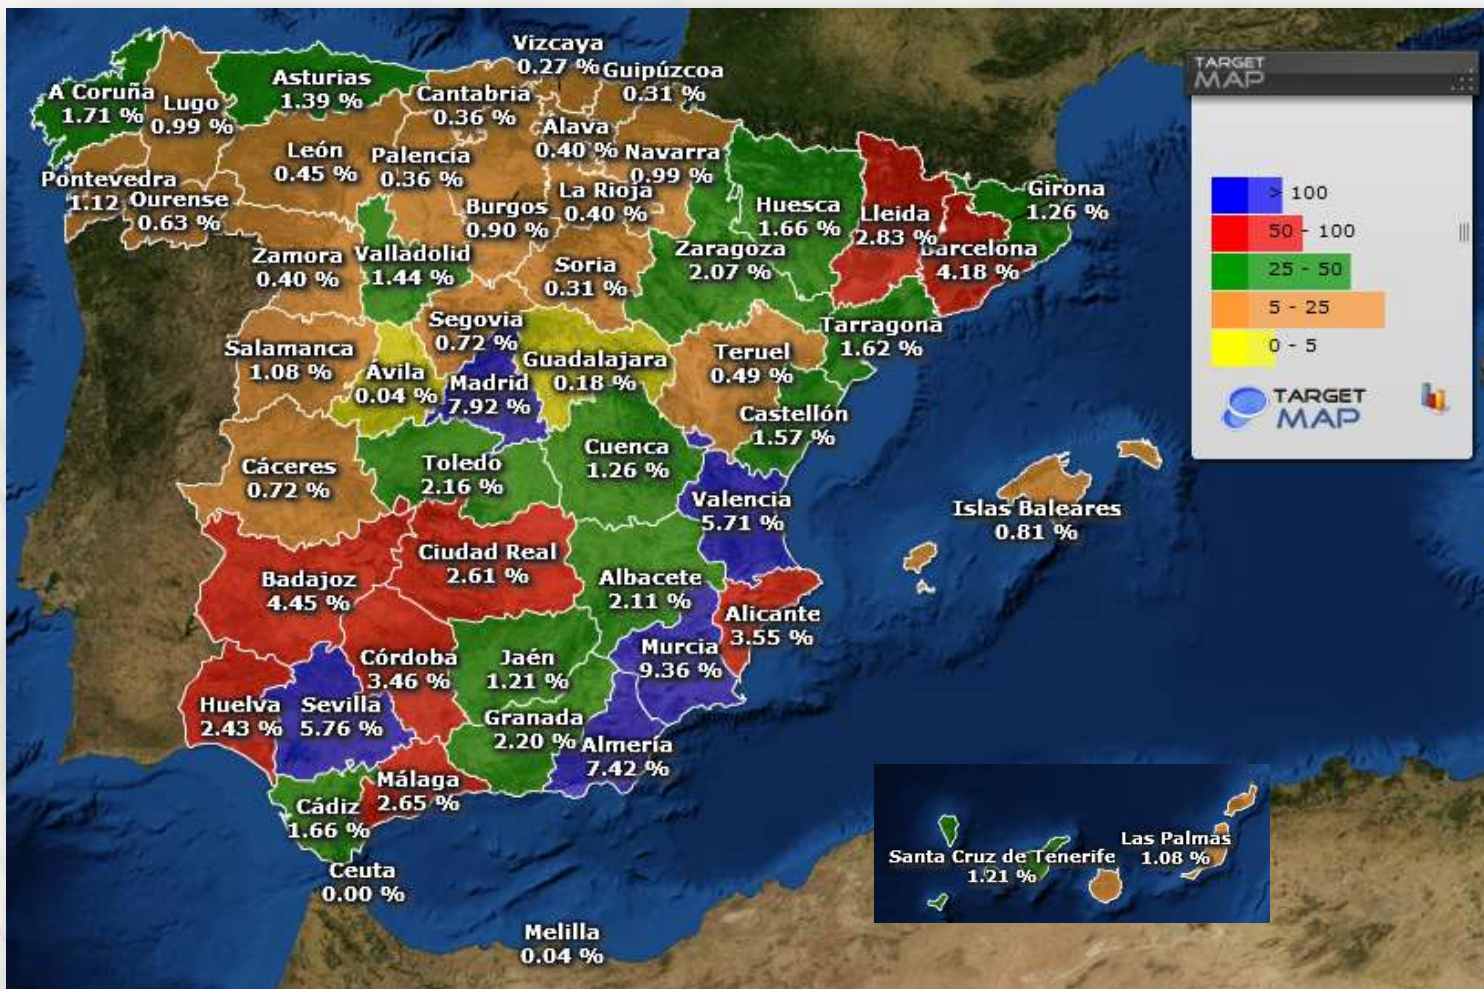 Vizcaya
0.27 %
Guipúzcoa
0.31 %
A Coruña
1.71 %
Lugo
0.99 %
Asturias
1.39 %
Cantabria
0.36 %
Álava
0.40 %
Navarra
0.99 %
León
0.45 %
Palencia
0.36 %
Pontevedra
1.12
Ourense
0.63 %
Burgos
0.90 %
La Rioja
0.40 %
Huesca
1.66 %
Lleida
2.83 %
Girona
1.26 %
Barcelona
4.18 %
Zamora
0.40 %
Valladolid
1.44 %
Soria
0.31 %
Zaragoza
2.07 %
Tarragona
1.62 %
Salamanca
1.08 %
Ávila
0.04 %
Segovia
0.72 %
Madrid
7.92 %
Guadalajara
0.18 %
Teruel
0.49 %
Castellón
1.57 %
Cáceres
0.72 %
Toledo
2.16 %
Cuenca
1.26 %
Valencia
5.71 %
Islas Baleares
0.81 %
Badajoz
4.45 %
Ciudad Real
2.61 %
Albacete
2.11 %
Alicante
3.55 %
Murcia
9.36 %
Córdoba
3.46 %
Jaén
1.21 %
Huelva
2.43 %
Sevilla
5.76 %
Granada
2.20 %
Almería
7.42 %
Málaga
2.65 %
Cádiz
1.66 %
Ceuta
0.00 %
Melilla
0.04 %
Santa Cruz de Tenerife
1.21 %
Las Palmas
1.08 %
TARGET
MAP
> 100
50 - 100
25 - 50
5 - 25
0 - 5
TARGET
MAP